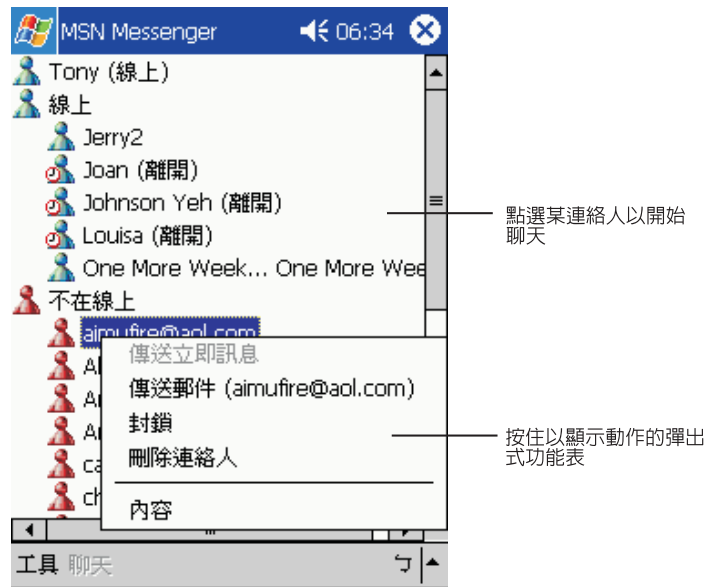 MSN Messenger 06:34
Tony (線上)
線上
Jerry2
Joan (離開)
Johnson Yeh (離開)
Louisa (離開)
One More Week... One More Wee
不在線上
aimufire@aol.com
傳送立即訊息
傳送郵件 (aimufire@aol.com)
封鎖
刪除連絡人
內容
工具 聊天 ㄅ
點選某連絡人以開始
聊天
按住以顯示動作的彈出
式功能表